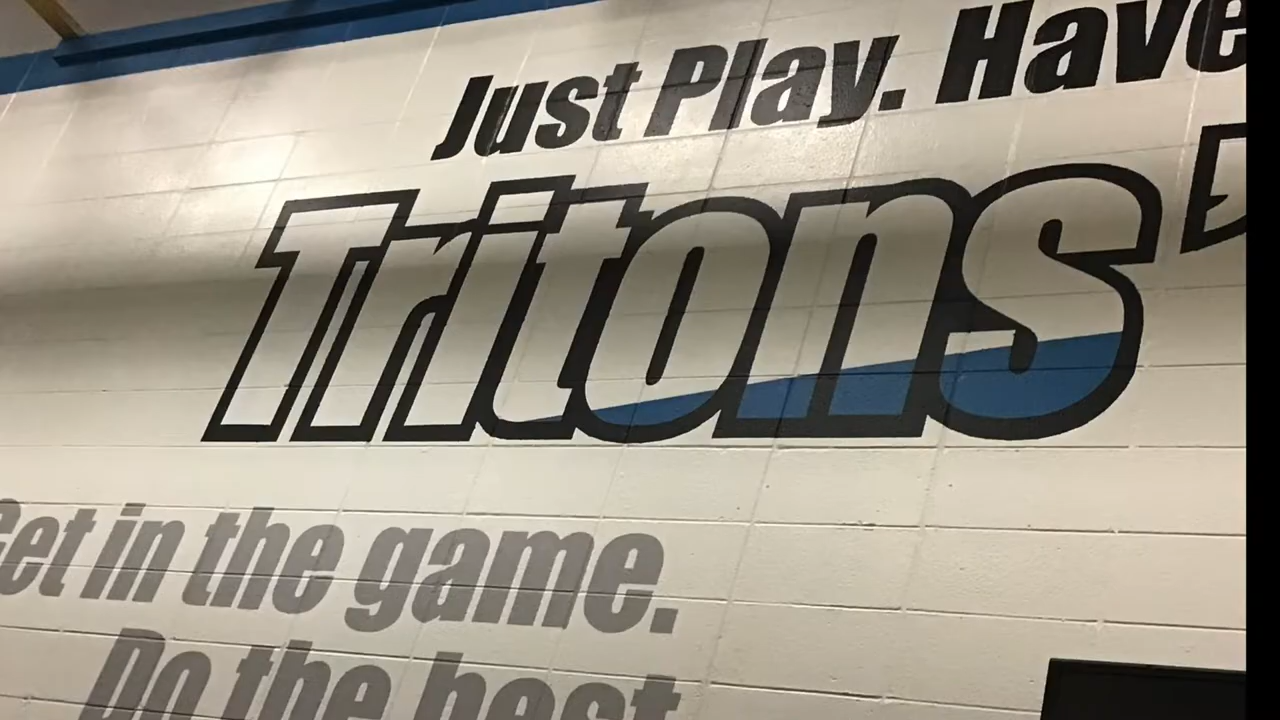 Just Play. Have
Tritons'
Get in the game.
Do the best